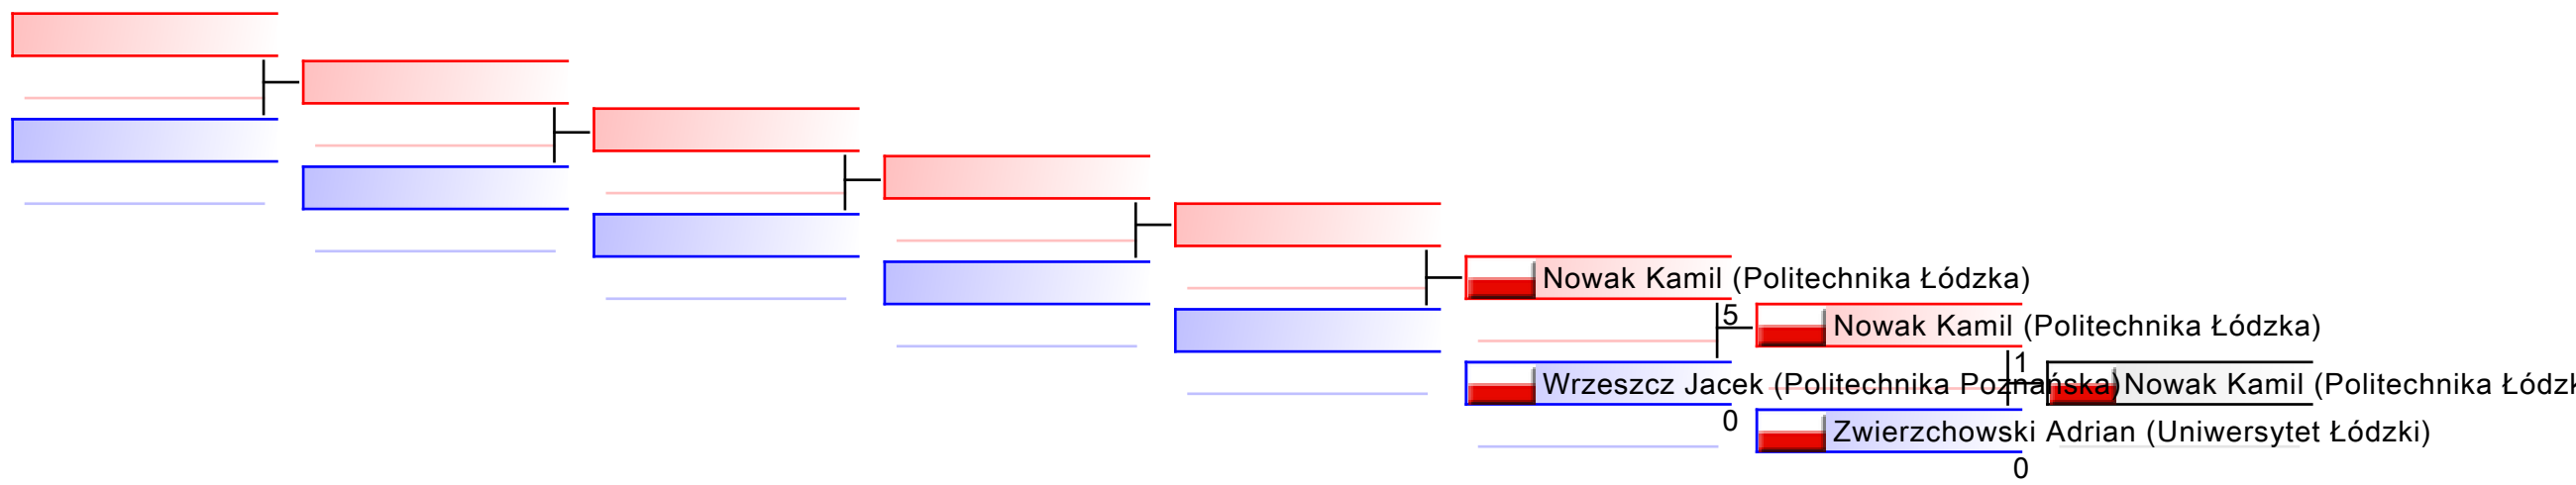 Nowak Kamil (Politechnika Łódzka)
5
Nowak Kamil (Politechnika Łódzka)
1
Wrzeszcz Jacek (Politechnika Poznańska)
Nowak Kamil (Politechnika Łódzk
0
Zwierzchowski Adrian (Uniwersytet Łódzki)
0